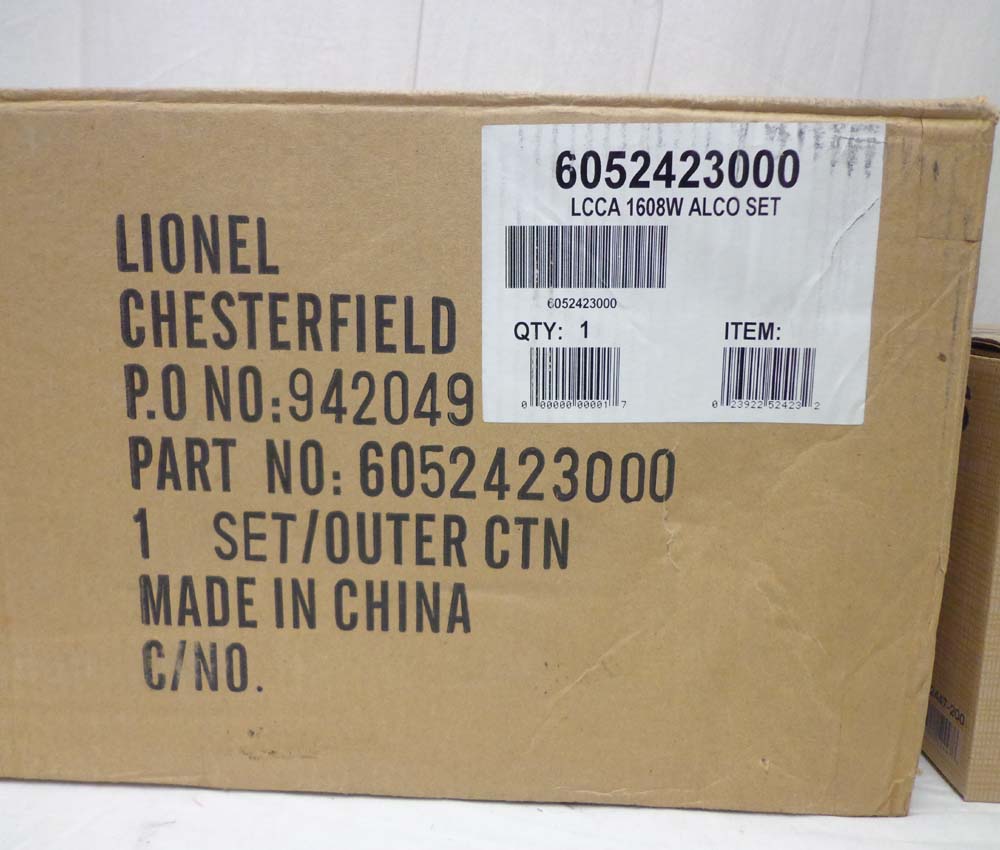 6052423000
LCCA 1608W ALCO SET
6052423000
QTY: 1
ITEM:
0 00000 00001 7
0 23922 52423 2
LIONEL
CHESTERFIELD
P.O NO:942049
PART NO: 6052423000
1 SET/OUTER CTN
MADE IN CHINA
C/NO.